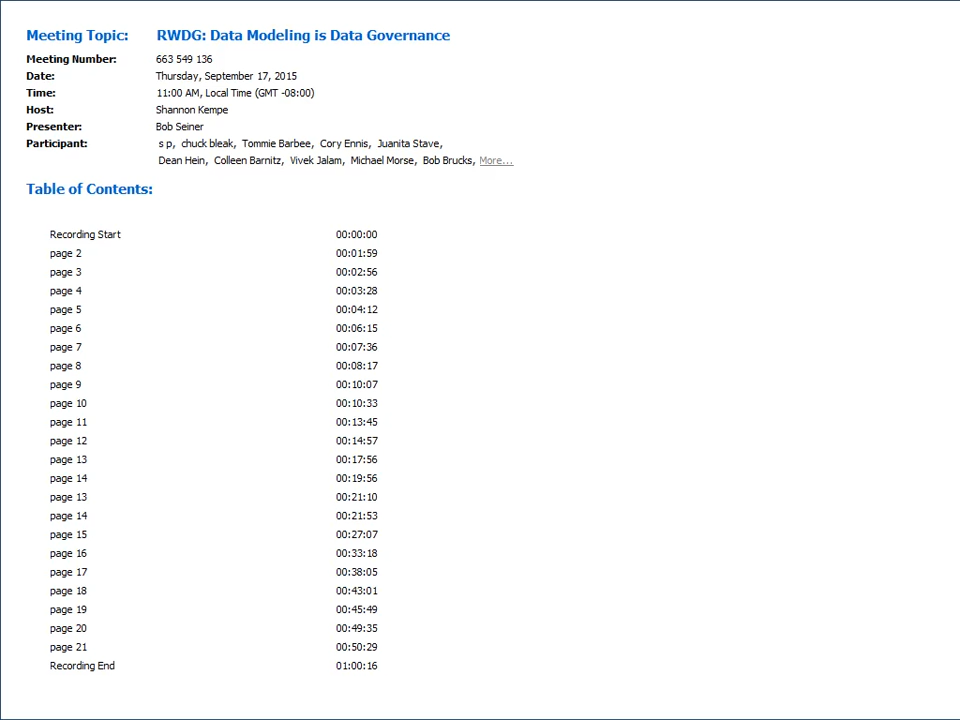 Meeting Topic: RWDG: Data Modeling is Data Governance
Meeting Number: 663 549 136
Date: Thursday, September 17, 2015
Time: 11:00 AM, Local Time (GMT -08:00)
Host: Shannon Kempe
Presenter: Bob Seiner
Participant: s p, chuck bleak, Tommie Barbee, Cory Ennis, Juanita Stave,
Dean Hein, Colleen Barnitz, Vivek Jalam, Michael Morse, Bob Brucks, More...
Table of Contents:
Recording Start 00:00:00
page 2 00:01:59
page 3 00:02:56
page 4 00:03:28
page 5 00:04:12
page 6 00:06:15
page 7 00:07:36
page 8 00:08:17
page 9 00:10:07
page 10 00:10:33
page 11 00:13:45
page 12 00:14:57
page 13 00:17:56
page 14 00:19:56
page 13 00:21:10
page 14 00:21:53
page 15 00:27:07
page 16 00:33:18
page 17 00:38:05
page 18 00:43:01
page 19 00:45:49
page 20 00:49:35
page 21 00:50:29
Recording End 01:00:16